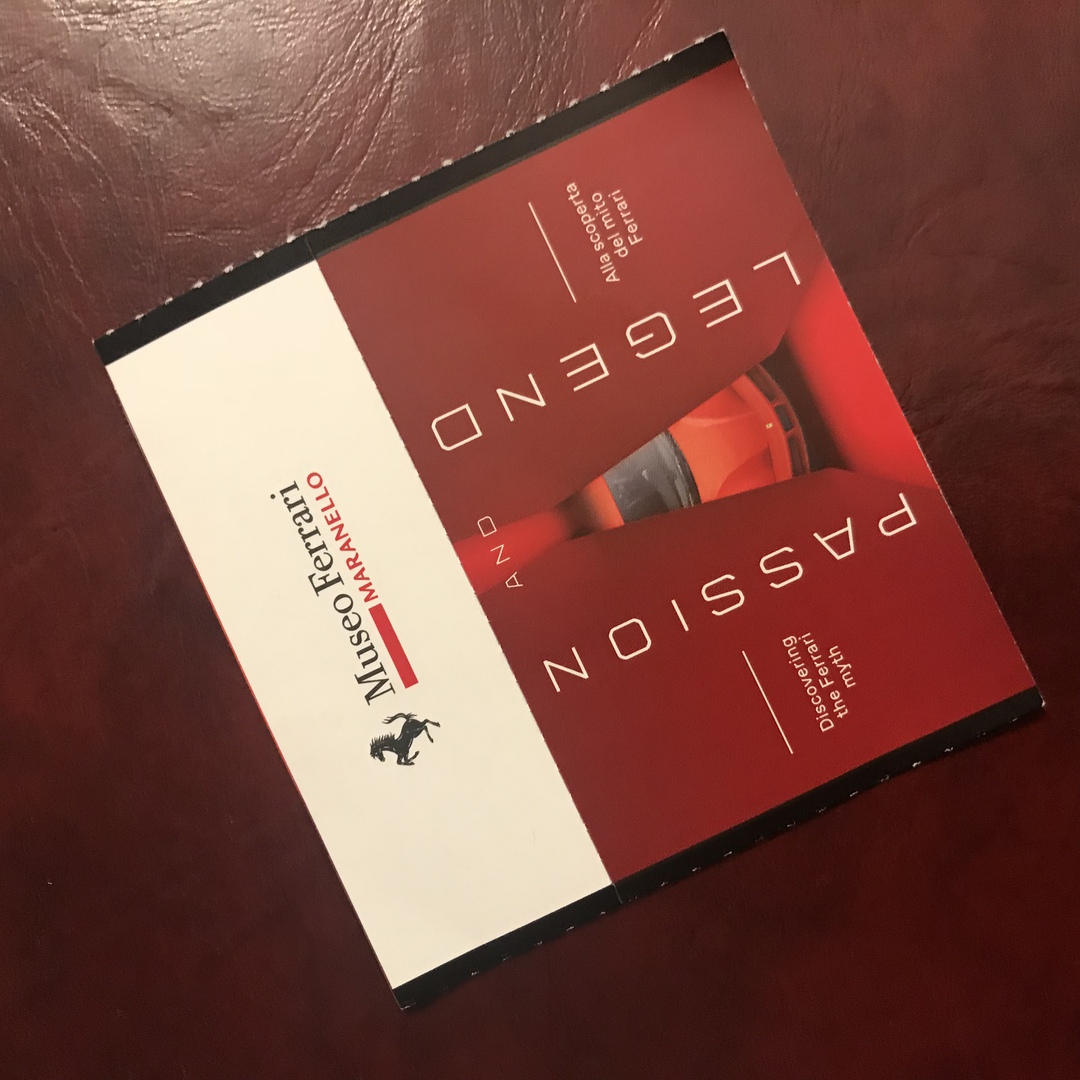 Museo Ferrari
MARANELLO
PASSION
AND
LEGEND
Discovering
the Ferrari
myth
Alla scoperta
del mito
Ferrari